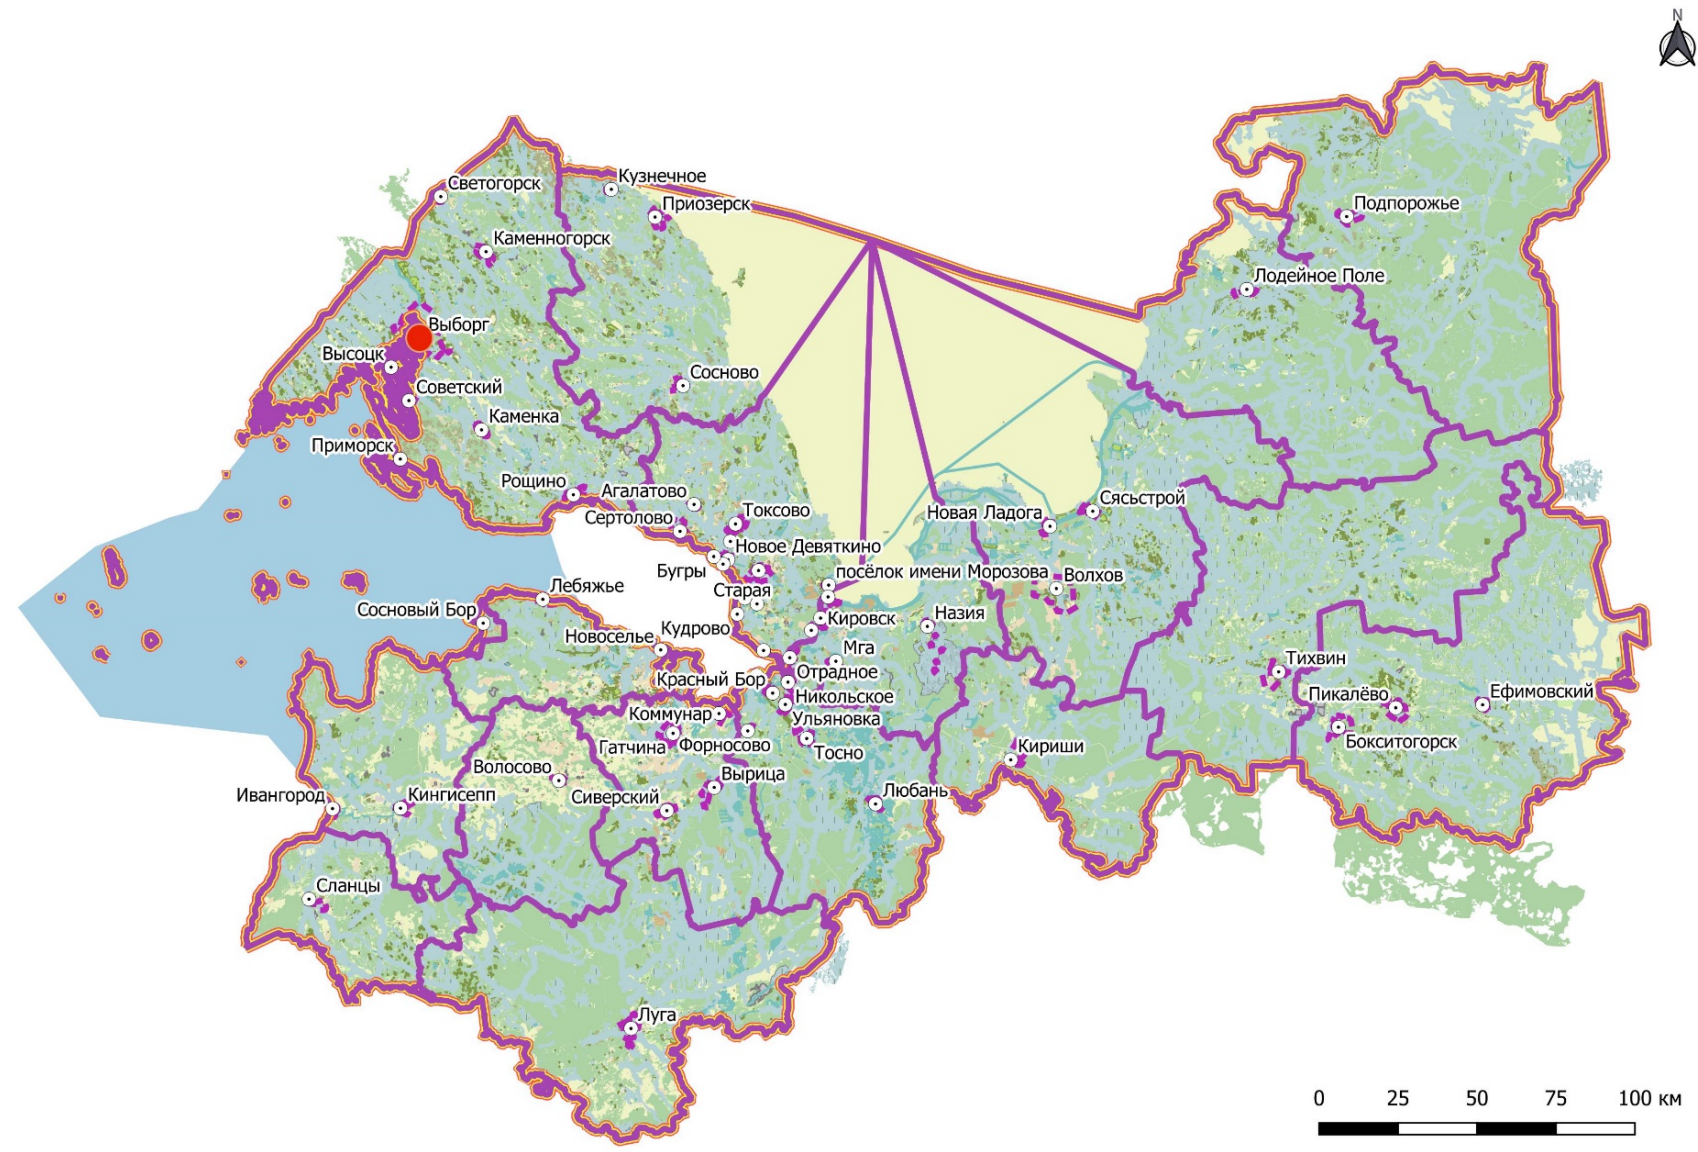 N
Светогорск
Кузнечное
Приозерск
Подпорожье
Каменногорск
Лодейное Поле
Выборг
Высоцк
Советский
Сосново
Каменка
Приморск
Рощино
Агалатово
Сясьстрой
Токсово
Новая Ладога
Сертолово
Новое Девяткино
Бугры
посёлок имени Морозова
Волхов
Лебяжье
Старая
Сосновый Бор
Назия
Кировск
Кудрово
Новоселье
Мга
Тихвин
Отрадное
Красный Бор
Пикалёво
Ефимовский
Никольское
Коммунар
Ульяновка
Гатчина
Форносово
Тосно
Кириши
Бокситогорск
Волосово
Вырица
Ивангород
Кингисепп
Сиверский
Любань
Сланцы
Луга
0 25 50 75 100 км